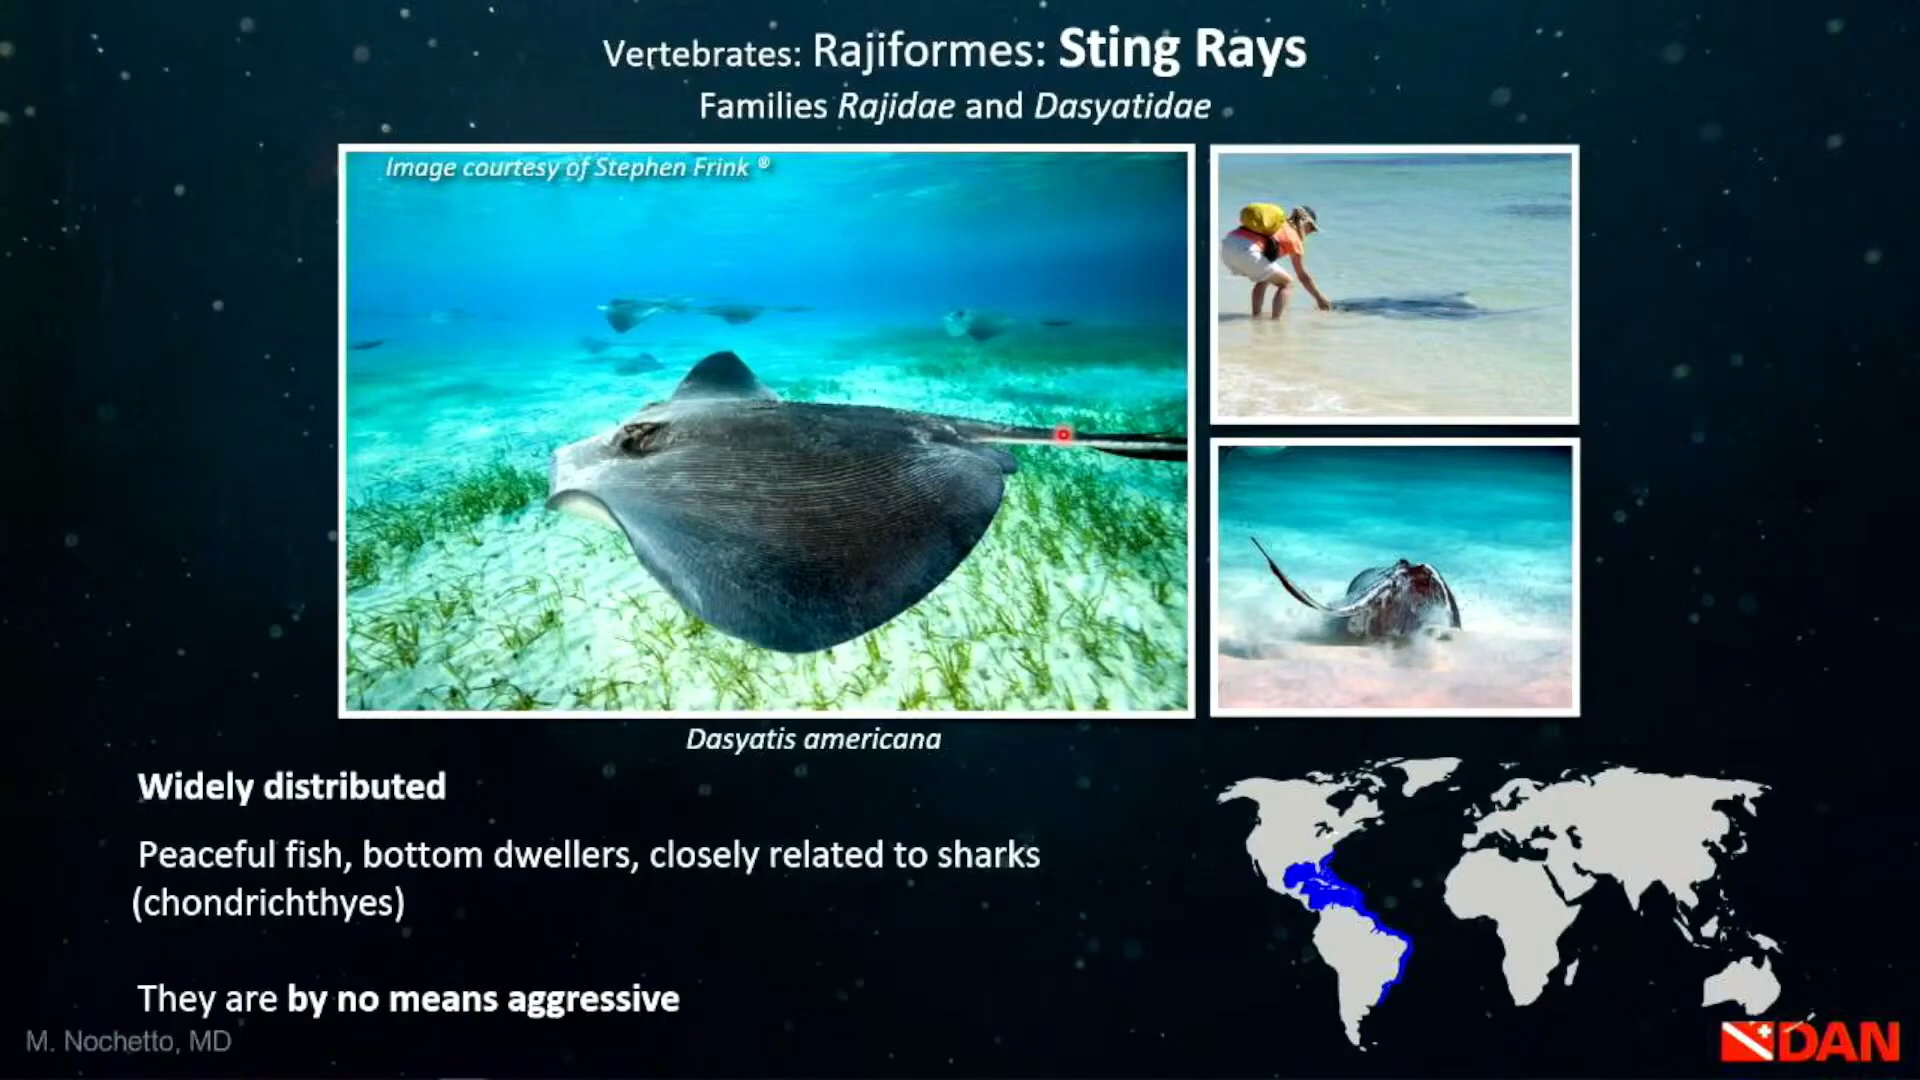 Vertebrates: Rajiformes: Sting Rays
Families Rajidae and Dasyatidae
Image courtesy of Stephen Frink ®
Dasyatis americana
Widely distributed
Peaceful fish, bottom dwellers, closely related to sharks
(chondrichthyes)
They are by no means aggressive
M. Nochetto, MD
DAN